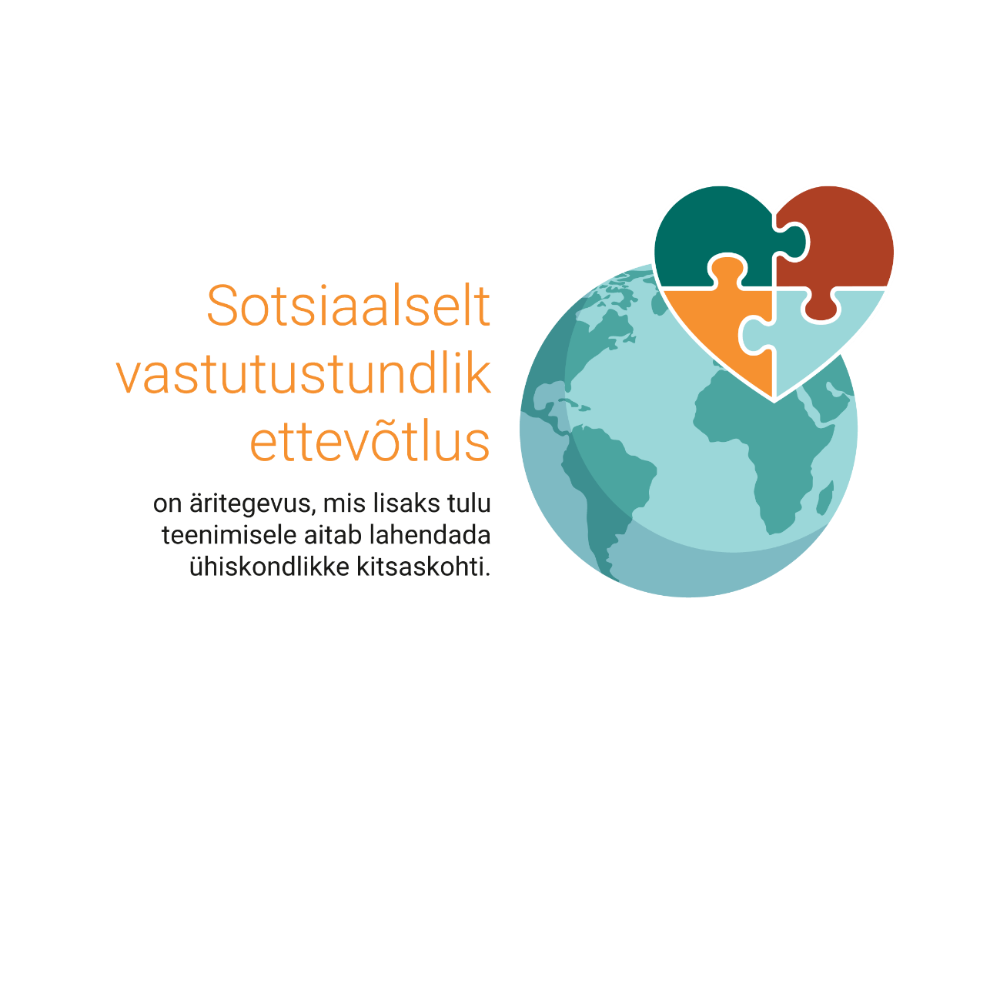 Sotsiaalselt
vastutustundlik
ettevõtlus
on äritegevus, mis lisaks tulu
teenimisele aitab lahendada
ühiskondlikke kitsaskohti.